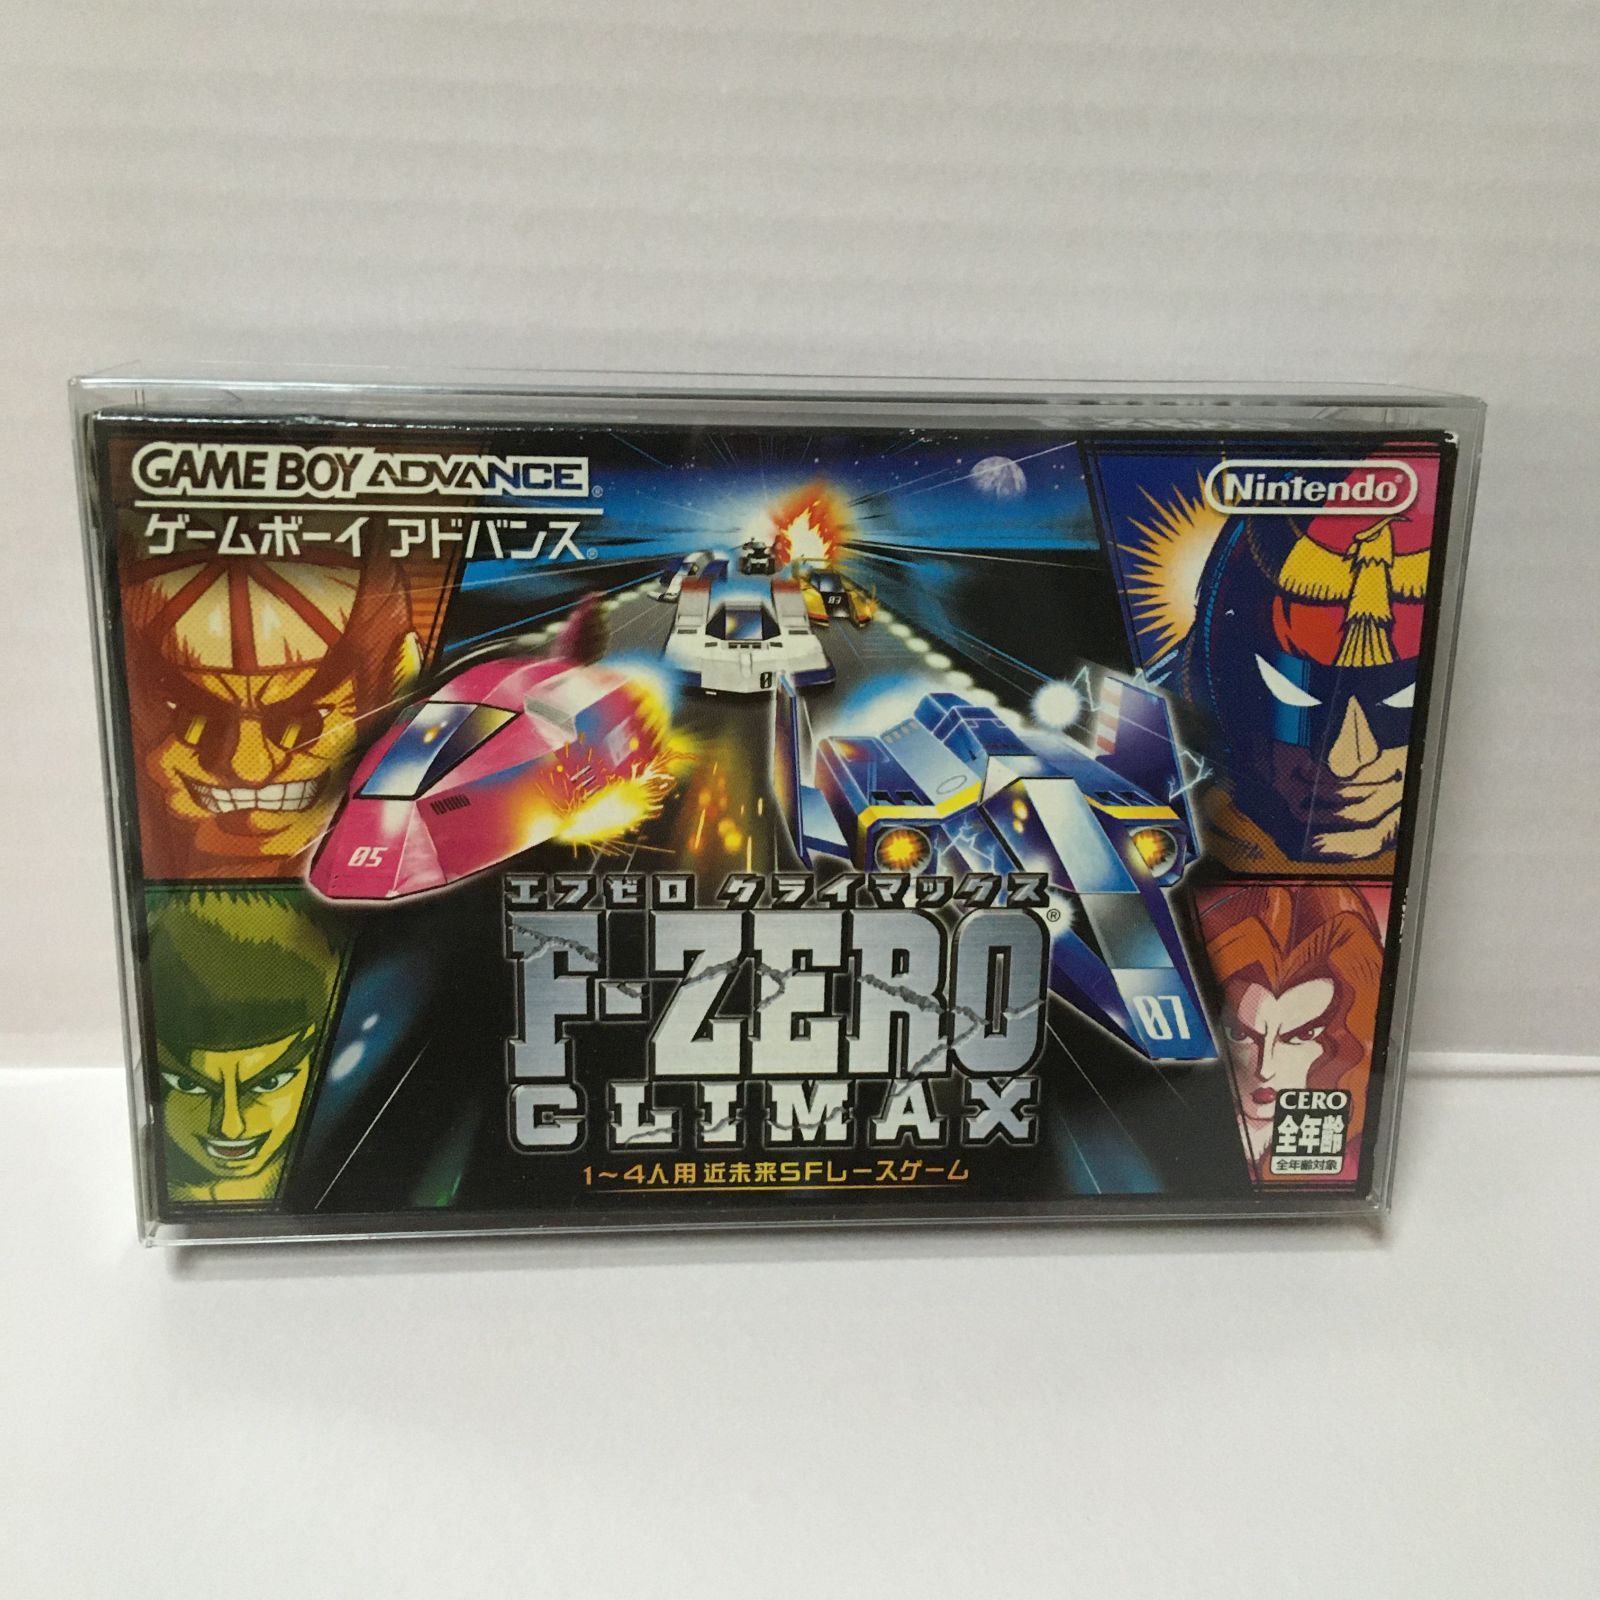 GAME BOY ADVANCE®
ゲームボーイ アドバンス®
Nintendo®
03
05
エフゼロ クライマックス
F-ZERO®
CLIMAX
07
1～4人用 近未来SFレースゲーム
CERO
全年齢
全年齢対象